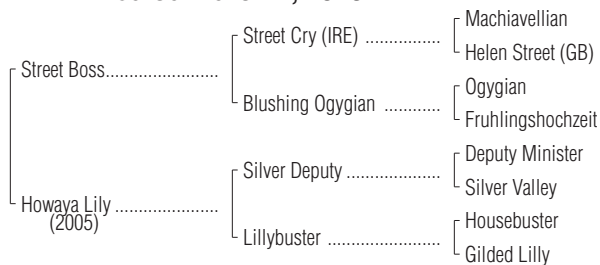 Machiavellian
Street Cry (IRE) ................
Helen Street (GB)
Street Boss........................
Ogygian
Blushing Ogygian ............
Fruhlingshochzeit
Deputy Minister
Silver Deputy ....................
Silver Valley
Howaya Lily ......................
(2005)
Housebuster
Lillybuster ........................
Gilded Lilly